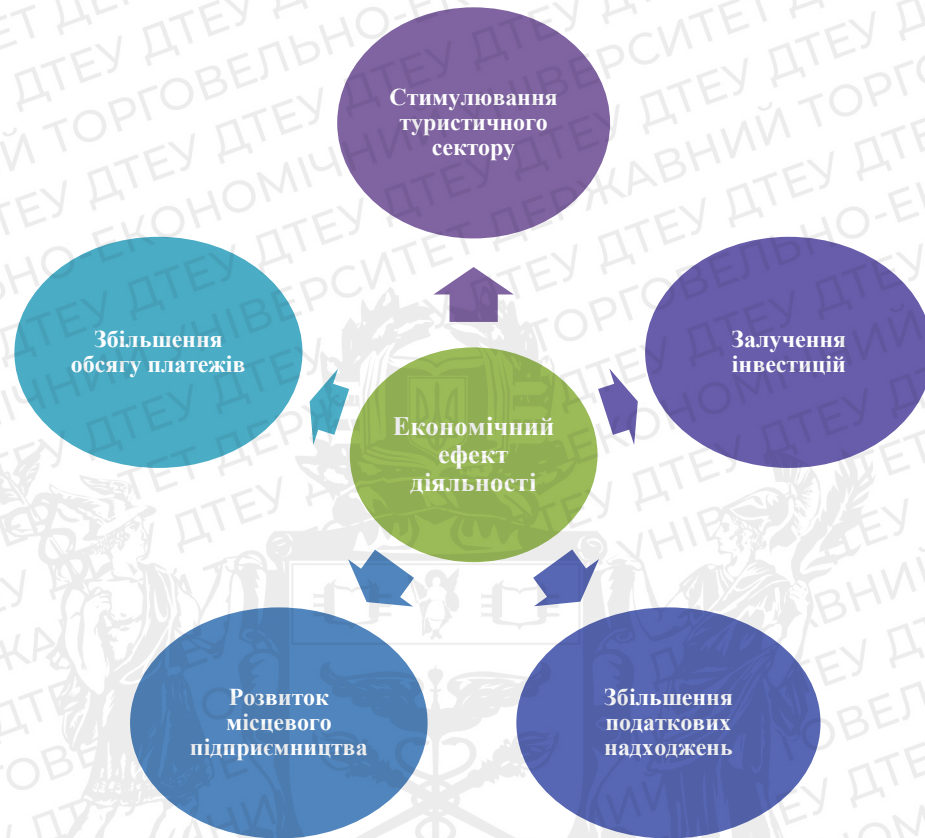 Стимулювання
туристичного
сектору
Збільшення
обсягу платежів
Залучення
інвестицій
Економічний
ефект
діяльності
Розвиток
місцевого
підприємництва
Збільшення
податкових
надходжень